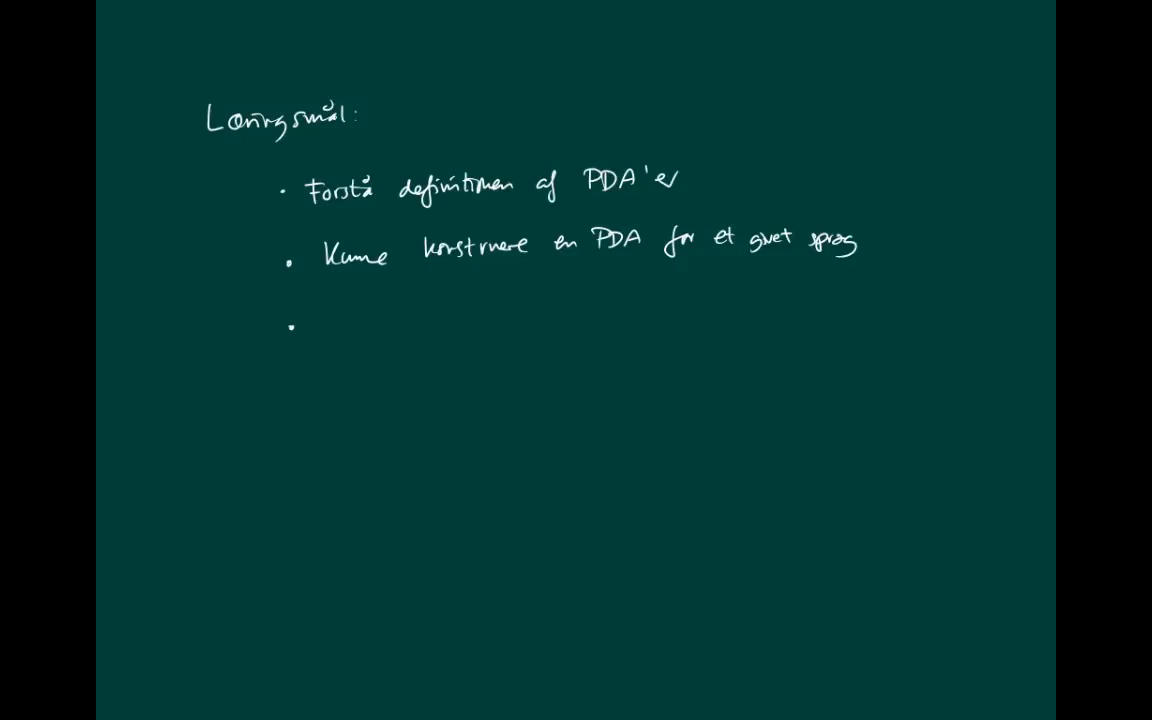 Læringsmål:
· Forstå definitionen af PDA'er
· Kunne konstruere en PDA for et givet sprog
·